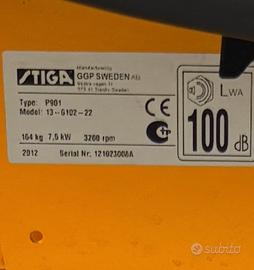 STIGA
Manufactured by
GGP SWEDEN AB
Type: P901
Model: 13-6102-22
164 kg 7,5 kW 3200 rpm
2012 Serial Nr. 121023008A
CE
LWA
100 dB
subito